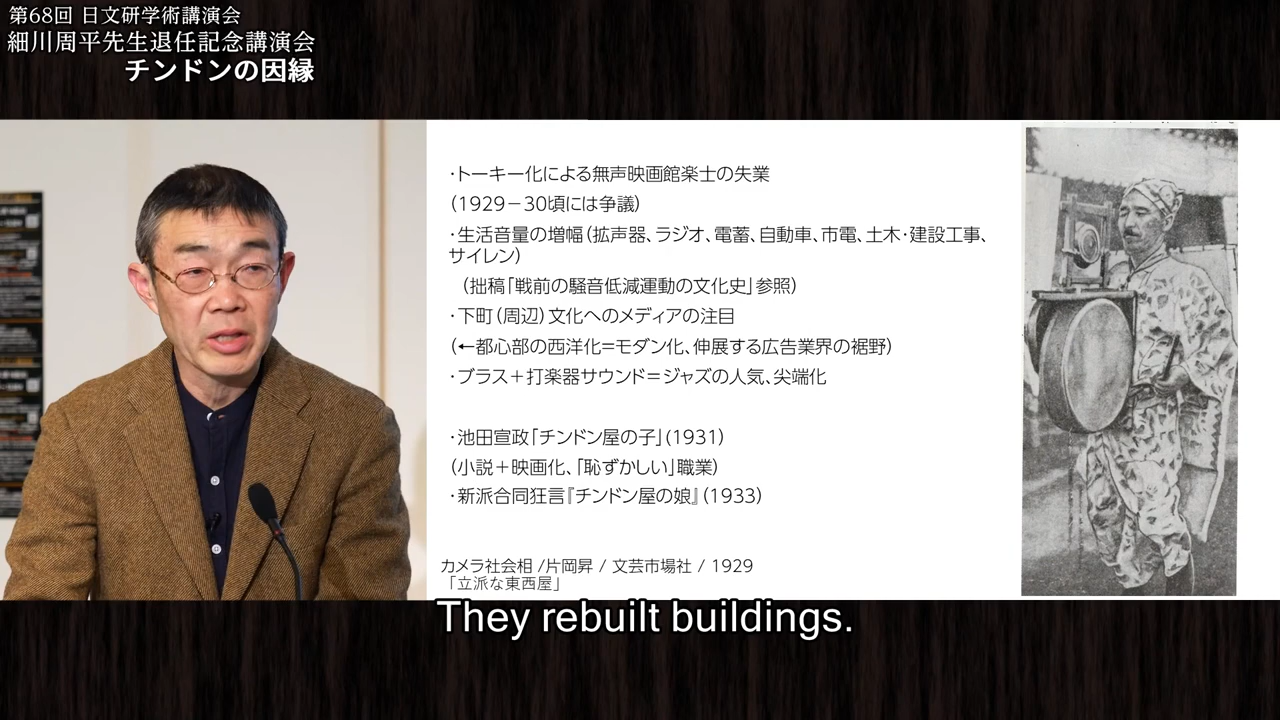 第68回 日文研学術講演会
細川周平先生退任記念講演会
チンドンの因縁
・トーキー化による無声映画館楽士の失業
(1929－30頃には争議)
・生活音量の増幅(拡声器、ラジオ、電蓄、自動車、市電、土木・建設工事、
サイレン)
(拙稿「戦前の騒音低減運動の文化史」参照)
・下町(周辺)文化へのメディアの注目
(←都心部の西洋化=モダン化、伸展する広告業界の裾野)
・ブラス＋打楽器サウンド＝ジャズの人気、尖端化
・池田宣政「チンドン屋の子」(1931)
(小説＋映画化、「恥ずかしい」職業)
・新派合同狂言『チンドン屋の娘』(1933)
カメラ社会相 /片岡昇 / 文芸市場社 / 1929
「立派な東西屋」
They rebuilt buildings.